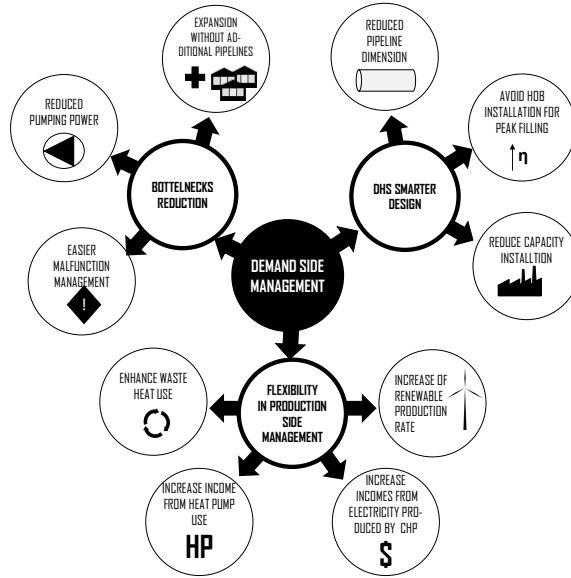 EXPANSION
WITHOUT AD-
DITIONAL PIPELINES
REDUCED
PIPELINE
DIMENSION
REDUCED
PUMPING POWER
AVOID HOB
INSTALLATION FOR
PEAK FILLING
η
BOTTELNECKS
REDUCTION
DHS SMARTER
DESIGN
EASIER
MALFUNCTION
MANAGEMENT
!
DEMAND SIDE
MANAGEMENT
REDUCE CAPACITY
INSTALLTION
ENHANCE WASTE
HEAT USE
FLEXIBILITY
IN PRODUCTION
SIDE
MANAGEMENT
INCREASE OF
RENEWABLE
PRODUCTION
RATE
INCREASE INCOME
FROM HEAT PUMP
USE
HP
INCREASE
INCOMES FROM
ELECTRICITY PRO-
DUCED BY CHP
$